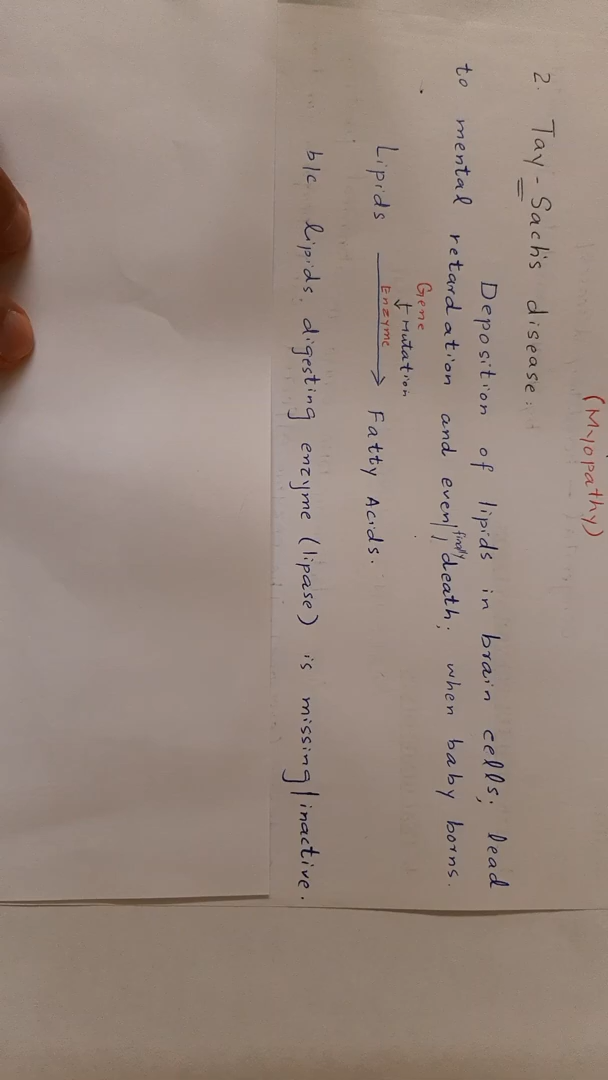 (Myopathy)
2. Tay-Sach's disease:
Deposition of lipids in brain cells; lead
to mental retardation and even, finally death; when baby borns.
Gene
↓ Mutation
Lipids Enzyme → Fatty Acids.
b/c lipids digesting enzyme (lipase) is missing/inactive.